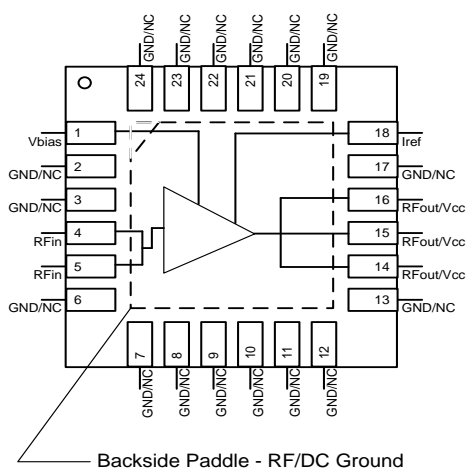 GND/NC GND/NC GND/NC GND/NC GND/NC GND/NC
24 23 22 21 20 19
Vbias 1 18 Iref
GND/NC 2 17 GND/NC
GND/NC 3 16 RFout/Vcc
RFin 4 15 RFout/Vcc
RFin 5 14 RFout/Vcc
GND/NC 6 13 GND/NC
7 8 9 10 11 12
GND/NC GND/NC GND/NC GND/NC GND/NC GND/NC
Backside Paddle - RF/DC Ground